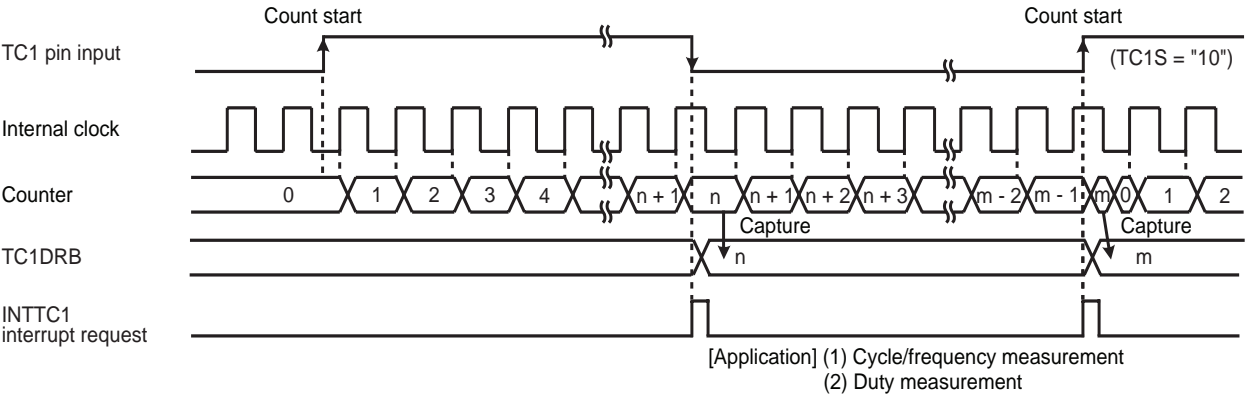 Count start Count start
TC1 pin input
(TC1S = "10")
Internal clock
Counter 0 1 2 3 4 n + 1 n n + 1 n + 2 n + 3 m - 2 m - 1 m 0 1 2
Capture Capture
TC1DRB n m
INTTC1
interrupt request
[Application] (1) Cycle/frequency measurement
(2) Duty measurement